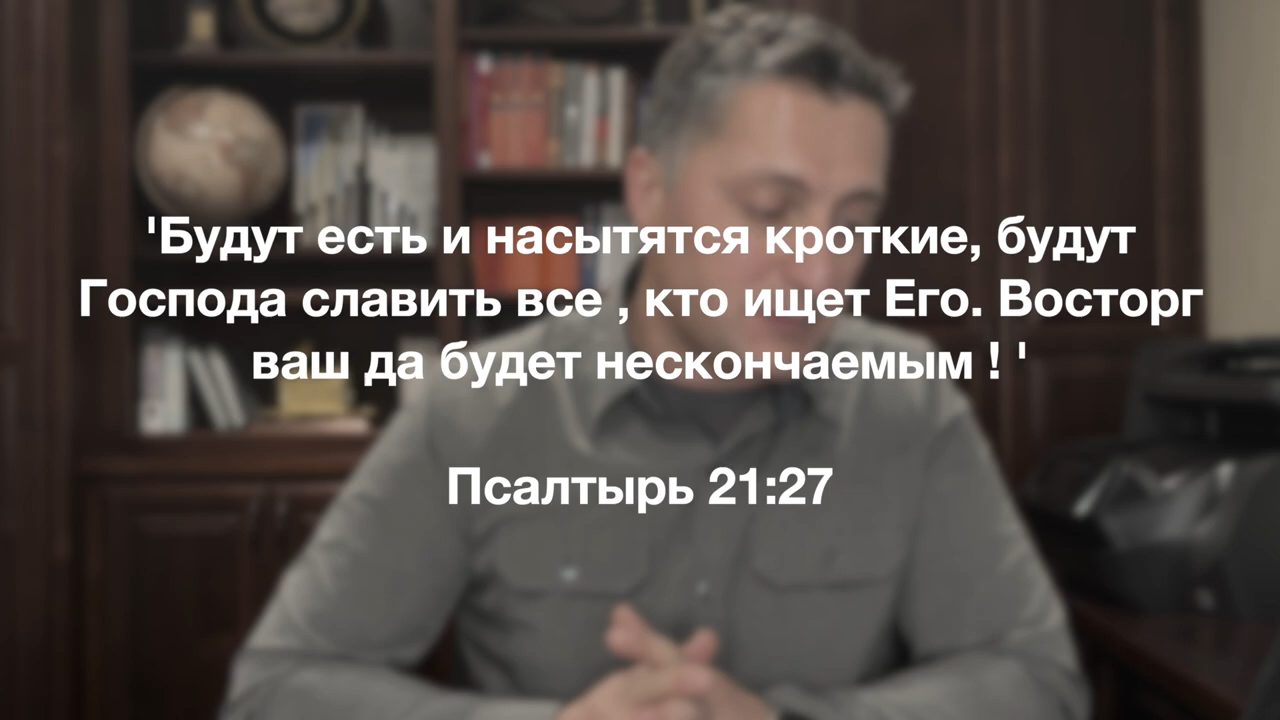 'Будут есть и насытятся кроткие, будут
Господа славить все , кто ищет Его. Восторг
ваш да будет нескончаемым ! '
Псалтырь 21:27